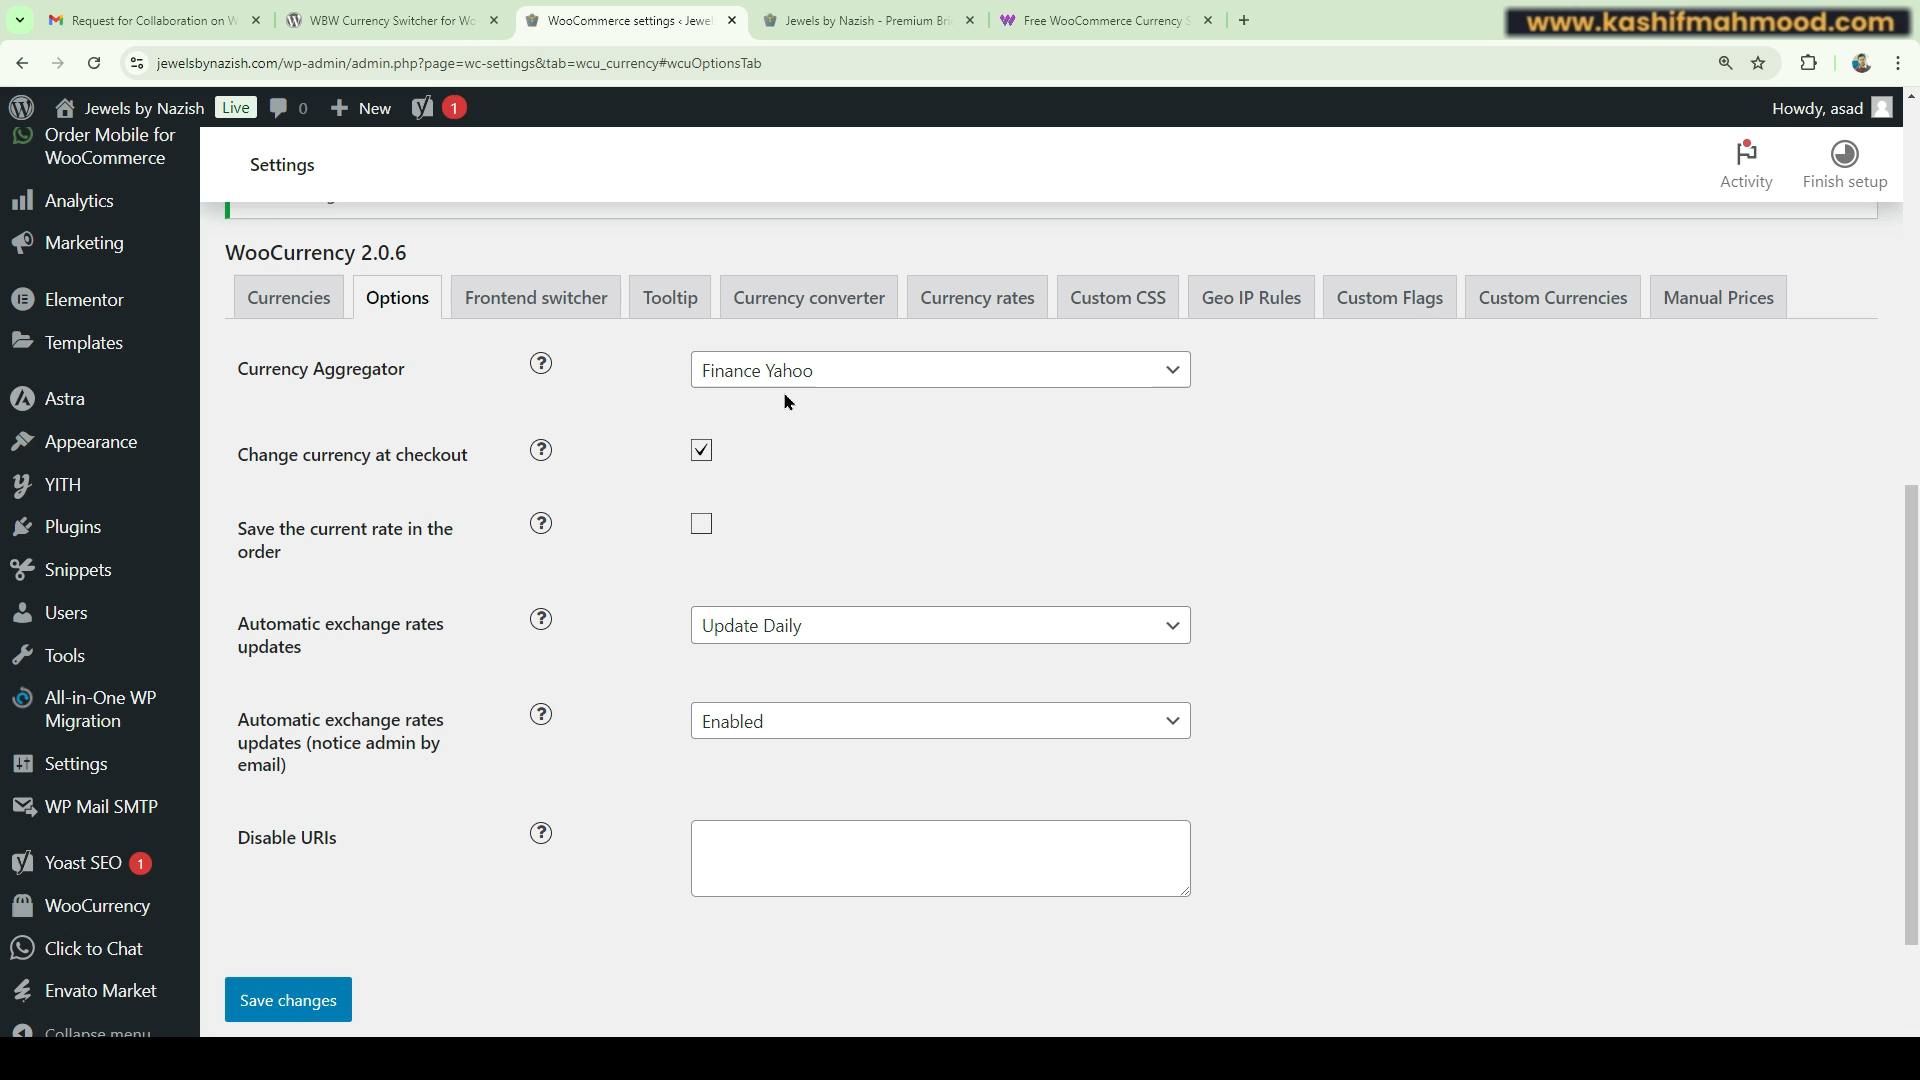 Request for Collaboration on W
WBW Currency Switcher for Wo
WooCommerce settings ‹ Jewel
Jewels by Nazish - Premium Bri
Free WooCommerce Currency S
www.kashifmahmood.com
jewelsbynazish.com/wp-admin/admin.php?page=wc-settings&tab=wcu_currency#wcuOptionsTab
Jewels by Nazish
Live
0
New
1
Howdy, asad
Order Mobile for
WooCommerce
Analytics
Marketing
Elementor
Templates
Astra
Appearance
YITH
Plugins
Snippets
Users
Tools
All-in-One WP
Migration
Settings
WP Mail SMTP
Yoast SEO 1
WooCurrency
Click to Chat
Envato Market
Collapse menu
Settings
Activity
Finish setup
WooCurrency 2.0.6
Currencies
Options
Frontend switcher
Tooltip
Currency converter
Currency rates
Custom CSS
Geo IP Rules
Custom Flags
Custom Currencies
Manual Prices
Currency Aggregator
?
Finance Yahoo
Change currency at checkout
?
Save the current rate in the
order
?
Automatic exchange rates
updates
?
Update Daily
Automatic exchange rates
updates (notice admin by
email)
?
Enabled
Disable URIs
?
Save changes